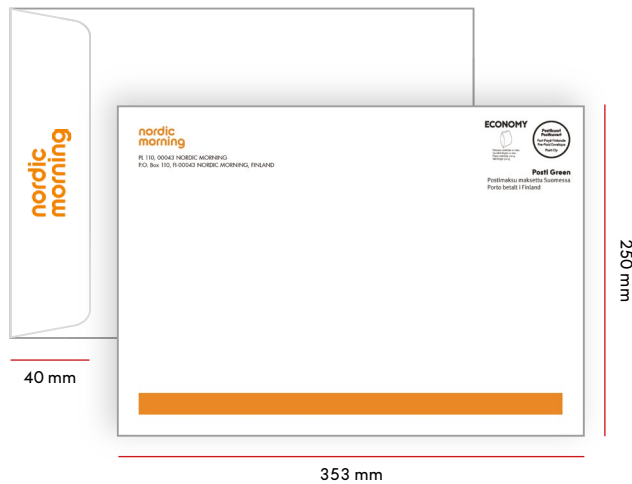 nordic
morning
nordic
morning
PL 110, 00043 NORDIC MORNING
P.O. Box 110, FI-00043 NORDIC MORNING, FINLAND
ECONOMY
Posti Green
Postimaksu maksettu Suomessa
Porto betalt i Finland
250 mm
40 mm
353 mm